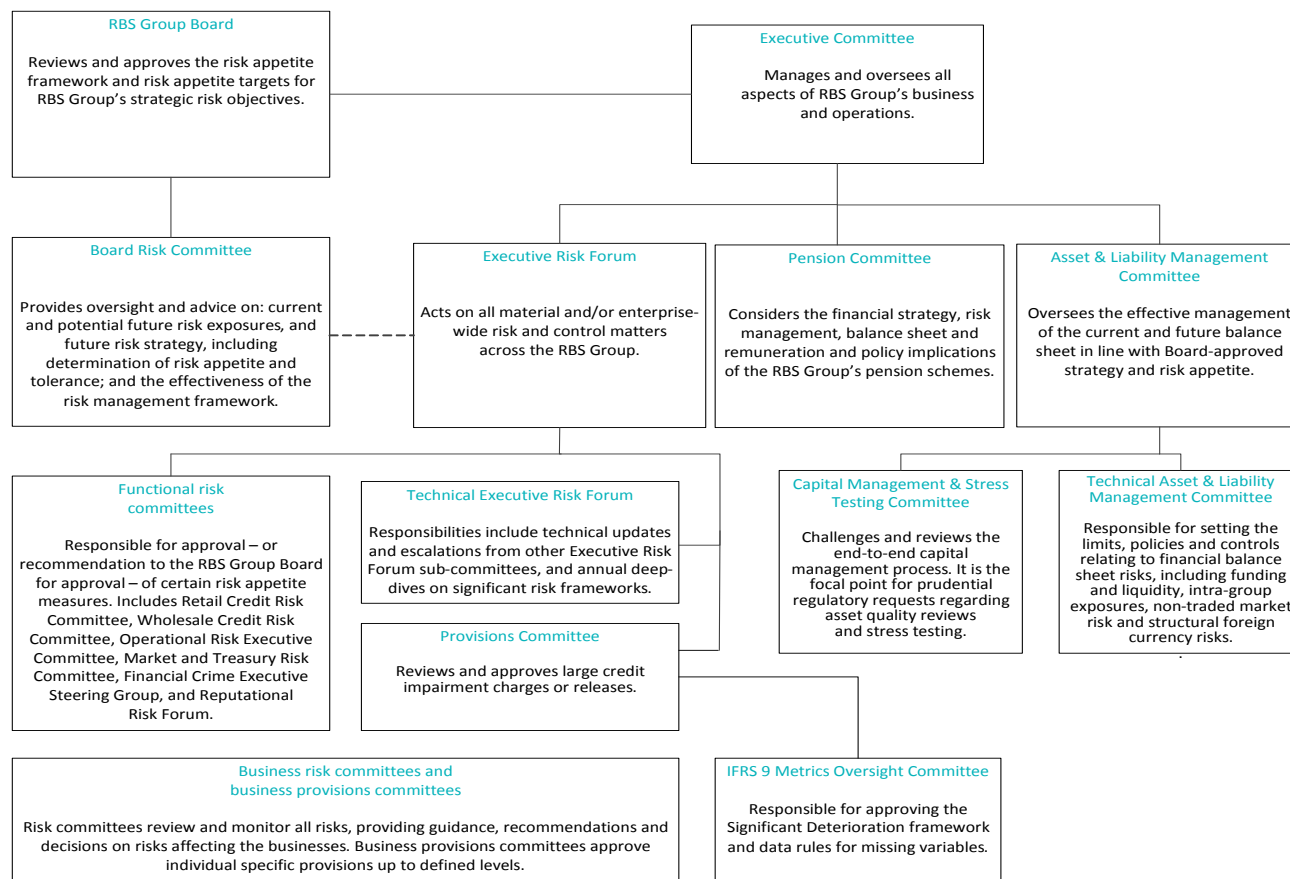 RBS Group Board
Reviews and approves the risk appetite
framework and risk appetite targets for
RBS Group's strategic risk objectives.
Executive Committee
Manages and oversees all
aspects of RBS Group's business
and operations.
Board Risk Committee
Provides oversight and advice on: current
and potential future risk exposures, and
future risk strategy, including
determination of risk appetite and
tolerance; and the effectiveness of the
risk management framework.
Executive Risk Forum
Acts on all material and/or enterprise-
wide risk and control matters
across the RBS Group.
Pension Committee
Considers the financial strategy, risk
management, balance sheet and
remuneration and policy implications
of the RBS Group's pension schemes.
Asset & Liability Management
Committee
Oversees the effective management
of the current and future balance
sheet in line with Board-approved
strategy and risk appetite.
Functional risk
committees
Responsible for approval – or
recommendation to the RBS Group Board
for approval – of certain risk appetite
measures. Includes Retail Credit Risk
Committee, Wholesale Credit Risk
Committee, Operational Risk Executive
Committee, Market and Treasury Risk
Committee, Financial Crime Executive
Steering Group, and Reputational
Risk Forum.
Technical Executive Risk Forum
Responsibilities include technical updates
and escalations from other Executive Risk
Forum sub-committees, and annual deep-
dives on significant risk frameworks.
Provisions Committee
Reviews and approves large credit
impairment charges or releases.
Capital Management & Stress
Testing Committee
Challenges and reviews the
end-to-end capital
management process. It is the
focal point for prudential
regulatory requests regarding
asset quality reviews
and stress testing.
Technical Asset & Liability
Management Committee
Responsible for setting the
limits, policies and controls
relating to financial balance
sheet risks, including funding
and liquidity, intra-group
exposures, non-traded market
risk and structural foreign
currency risks.
.
Business risk committees and
business provisions committees
Risk committees review and monitor all risks, providing guidance, recommendations and
decisions on risks affecting the businesses. Business provisions committees approve
individual specific provisions up to defined levels.
IFRS 9 Metrics Oversight Committee
Responsible for approving the
Significant Deterioration framework
and data rules for missing variables.